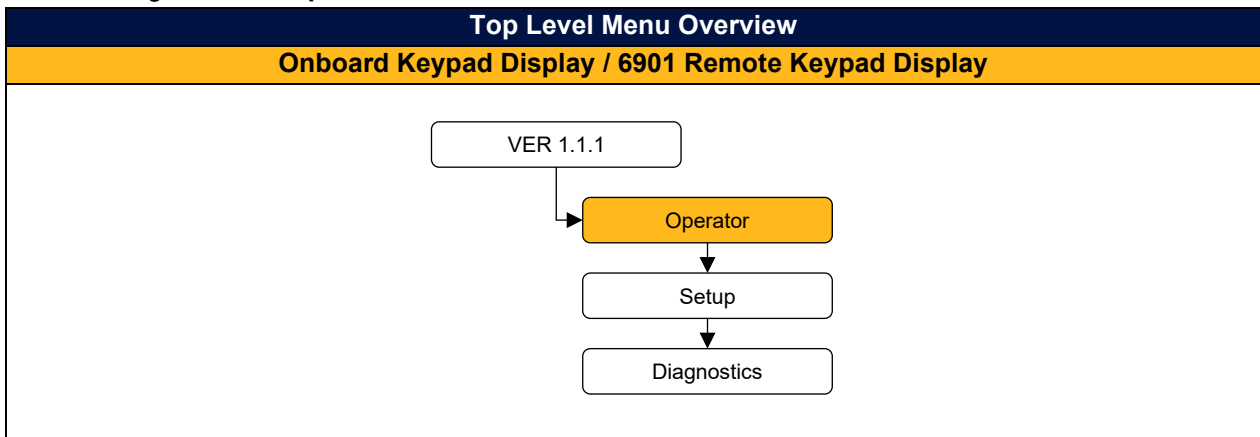 Top Level Menu Overview
Onboard Keypad Display / 6901 Remote Keypad Display
VER 1.1.1
Operator
Setup
Diagnostics